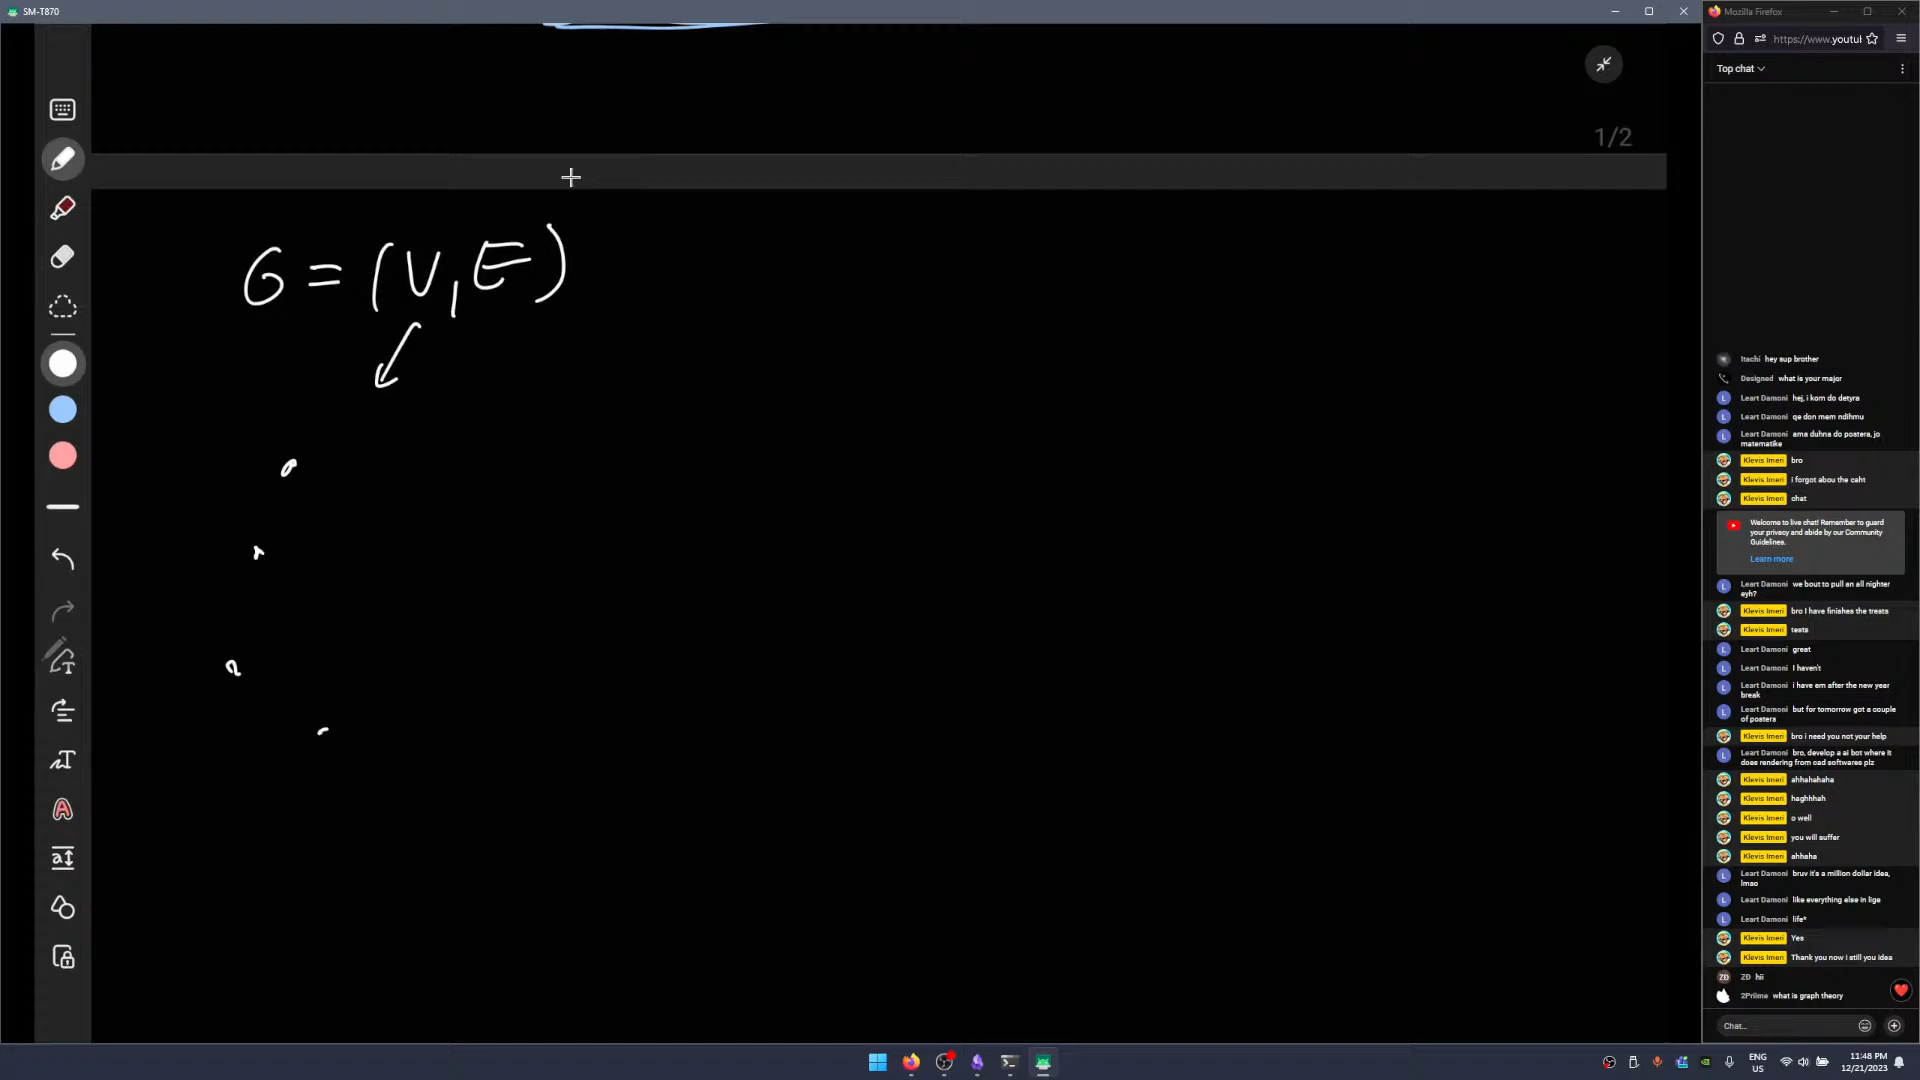 SM-T870
1/2
G = (V, E)
Mozilla Firefox
https://www.youtul
Top chat
Itachi hey sup brother
Designed what is your major
Leart Damoni hej, i kom do detyra
Leart Damoni qe don mem ndihmu
Leart Damoni ama duhna do postera, jo
matematike
Klevis Imeri bro
Klevis Imeri i forgot abou the caht
Klevis Imeri chat
Welcome to live chat! Remember to guard
your privacy and abide by our Community
Guidelines.
Learn more
Leart Damoni we bout to pull an all nighter
eyh?
Klevis Imeri bro I have finishes the trests
Klevis Imeri tests
Leart Damoni great
Leart Damoni I haven't
Leart Damoni i have em after the new year
break
Leart Damoni but for tomorrow got a couple
of posters
Klevis Imeri bro i need you not your help
Leart Damoni bro, develop a ai bot where it
does rendering from cad softwares plz
Klevis Imeri ahhahahaha
Klevis Imeri haghhhah
Klevis Imeri o well
Klevis Imeri you will suffer
Klevis Imeri ahhaha
Leart Damoni bruv it's a million dollar idea,
lmao
Leart Damoni like everything else in lige
Leart Damoni life*
Klevis Imeri Yes
Klevis Imeri Thank you now i still you idea
ZD hii
2Priime what is graph theory
Chat...
ENG
US
11:48 PM
12/21/2023